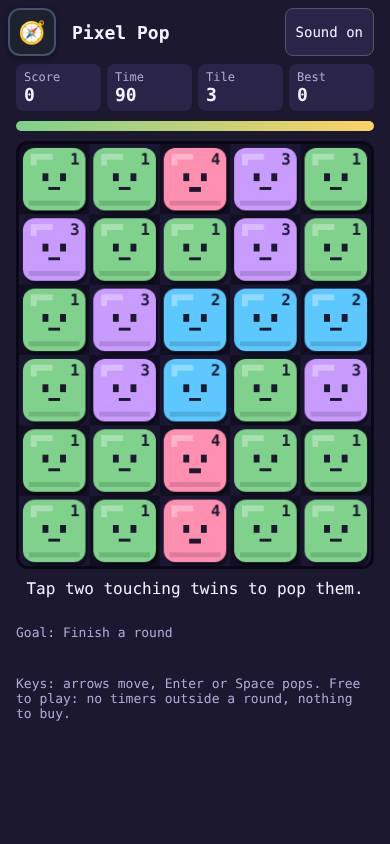 Pixel Pop
Sound on
Score Time Tile Best
0 90 3 0
1 1 4 3 1
3 1 1 3 1
1 3 2 2 2
1 3 2 1 3
1 1 4 1 1
1 1 4 1 1
Tap two touching twins to pop them.
Goal: Finish a round
Keys: arrows move, Enter or Space pops. Free
to play: no timers outside a round, nothing
to buy.